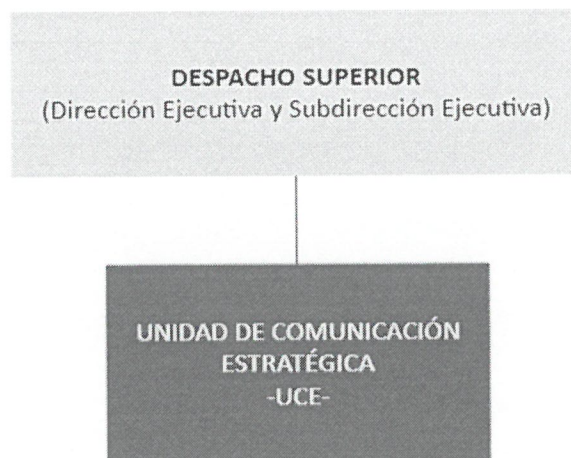 DESPACHO SUPERIOR
(Dirección Ejecutiva y Subdirección Ejecutiva)
UNIDAD DE COMUNICACIÓN
ESTRATÉGICA
-UCE-